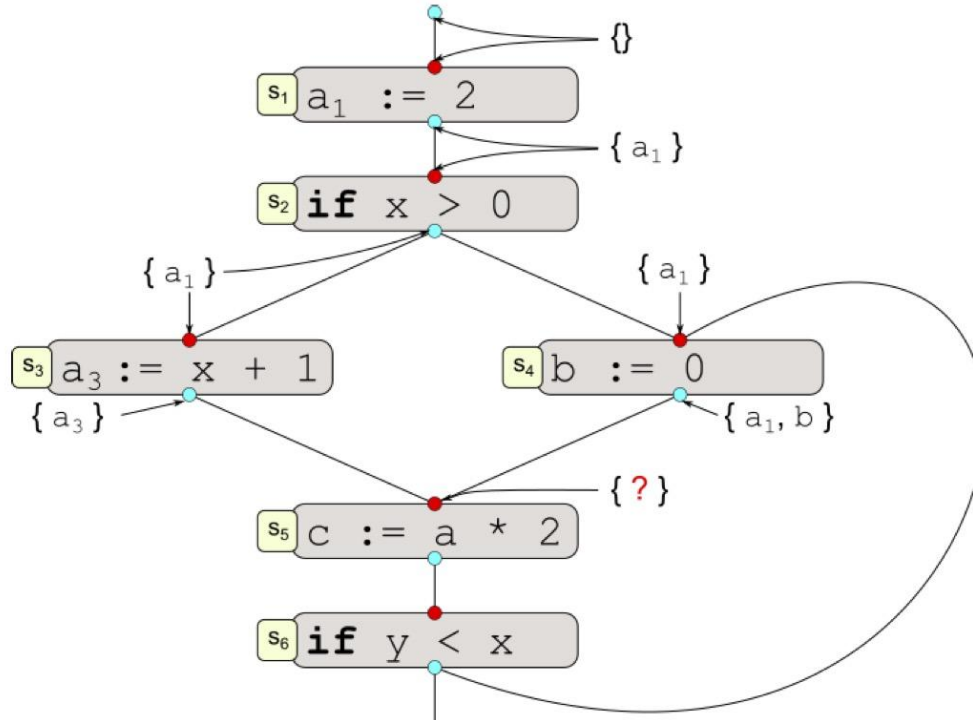 {}
s1 a1 := 2
{ a1 }
s2 if x > 0
{ a1 } { a1 }
s3 a3 := x + 1 s4 b := 0
{ a3 } { a1, b }
{ ? }
s5 c := a * 2
s6 if y < x